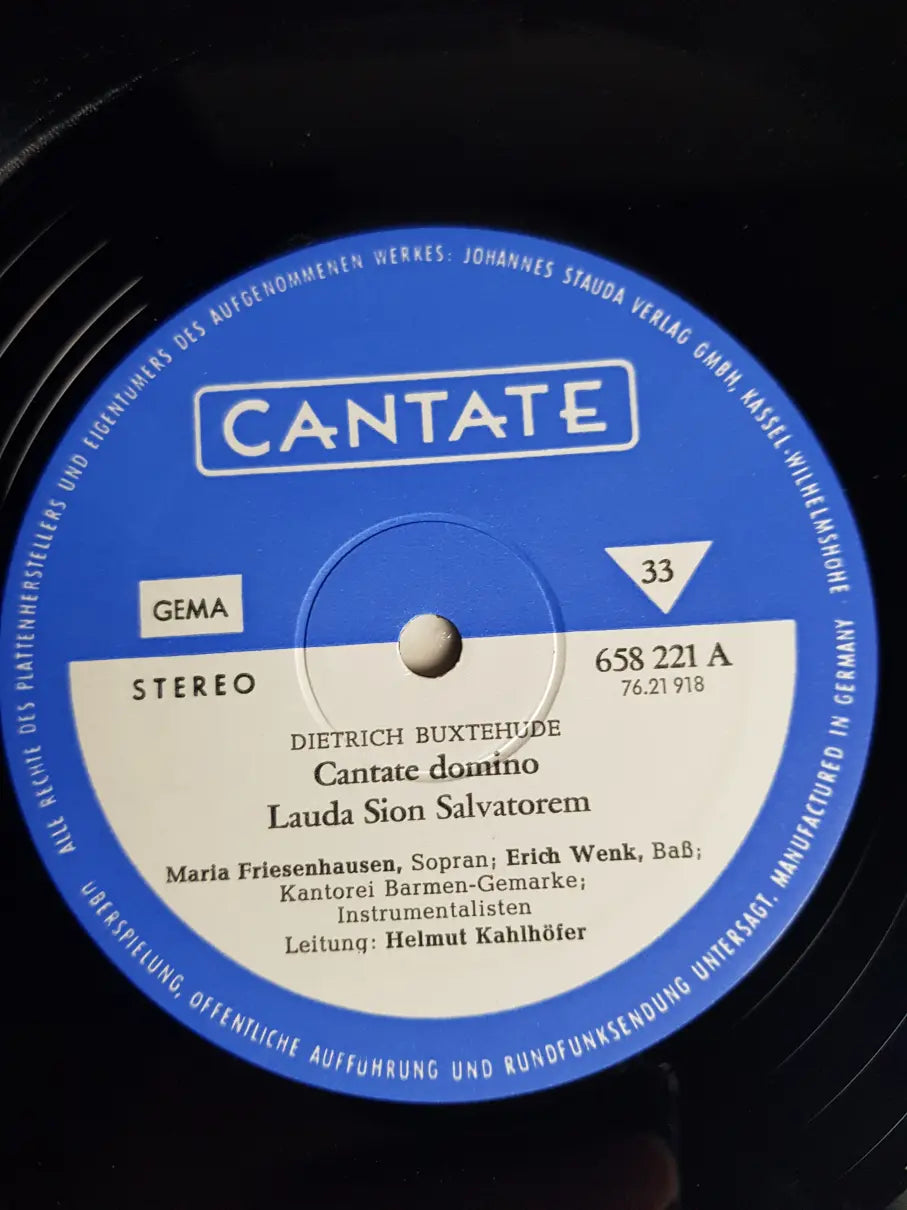 ALLE RECHTE DES PLATTENHERSTELLERS UND EIGENTÜMERS DES AUFGENOMMENEN WERKES: JOHANNES STAUDA VERLAG GMBH, KASSEL-WILHELMSHÖHE · MANUFACTURED IN GERMANY
CANTATE
GEMA
33
STEREO
658 221 A
76.21 918
DIETRICH BUXTEHUDE
Cantate domino
Lauda Sion Salvatorem
Maria Friesenhausen, Sopran; Erich Wenk, Baß;
Kantorei Barmen-Gemarke;
Instrumentalisten
Leitung: Helmut Kahlhöfer
ÜBERSPIELUNG, ÖFFENTLICHE AUFFÜHRUNG UND RUNDFUNKSENDUNG UNTERSAGT.